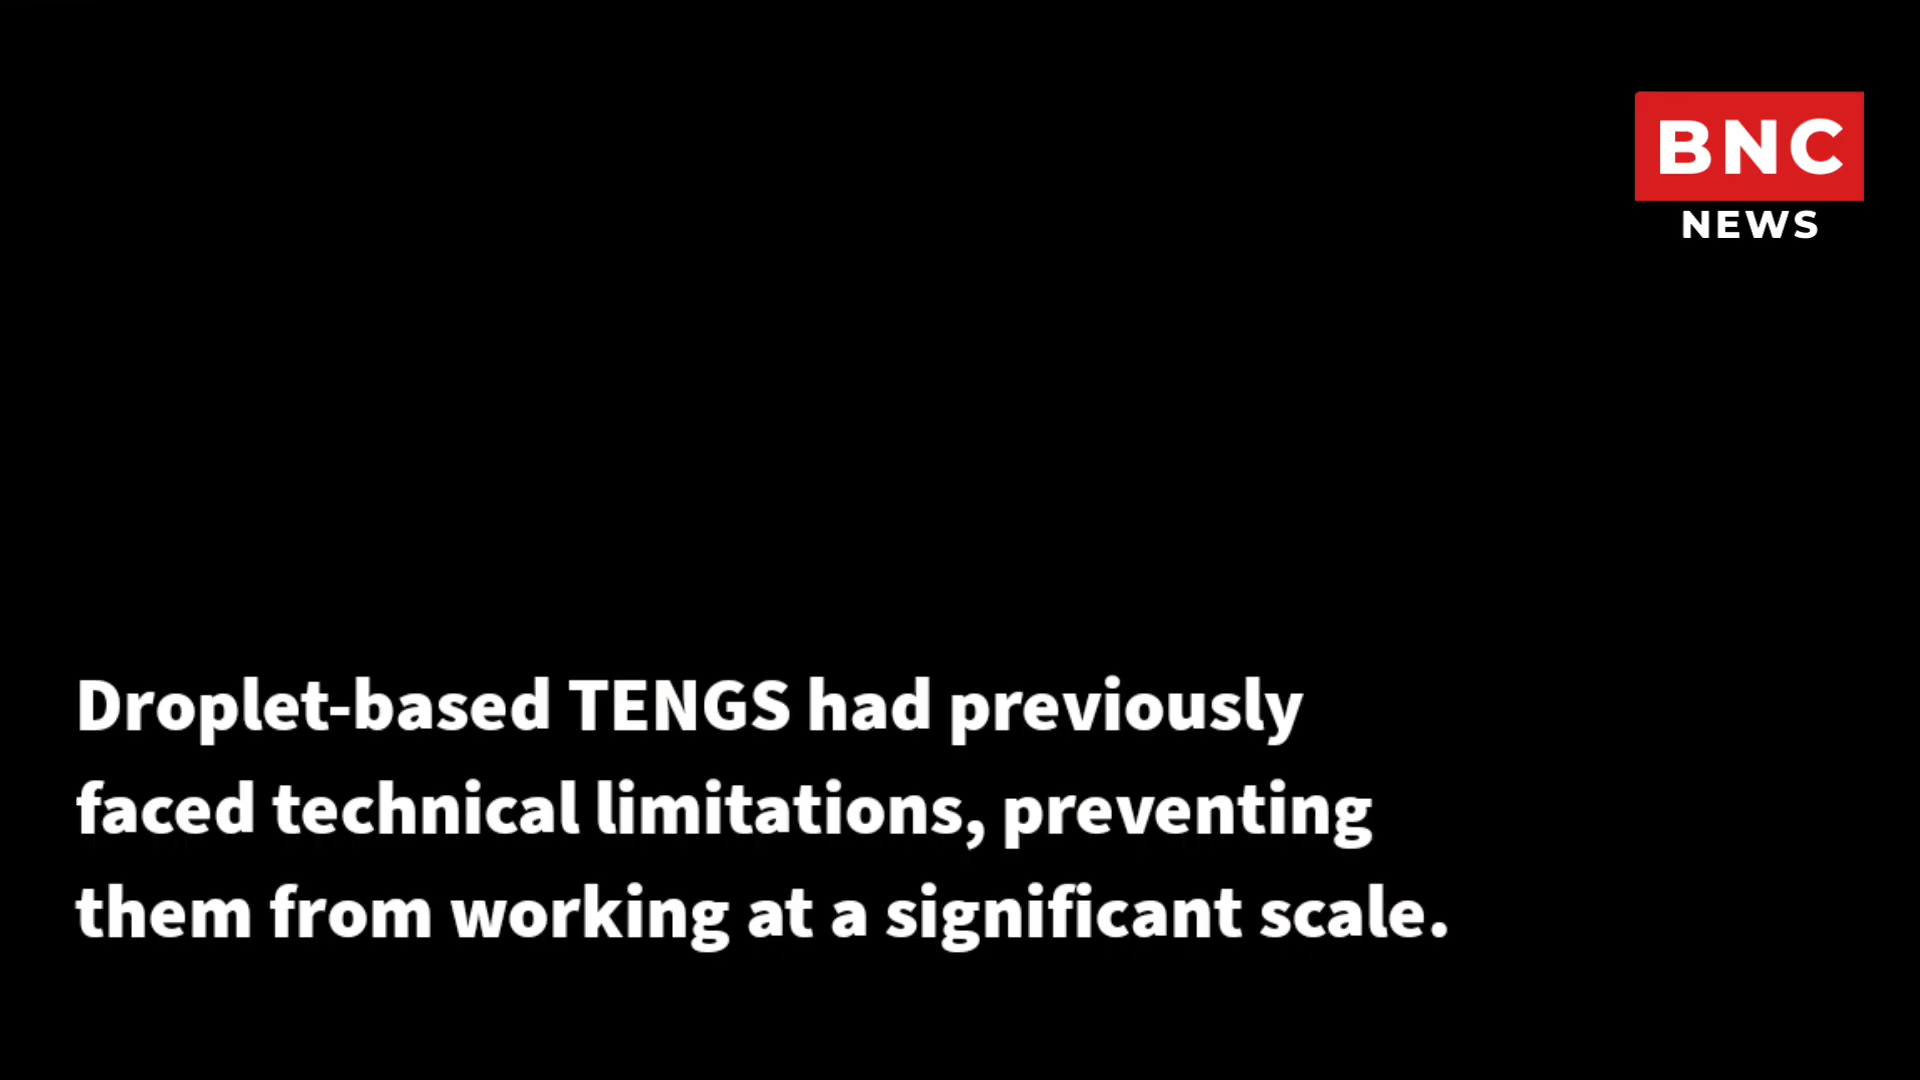 BNC
NEWS
Droplet-based TENGS had previously
faced technical limitations, preventing
them from working at a significant scale.